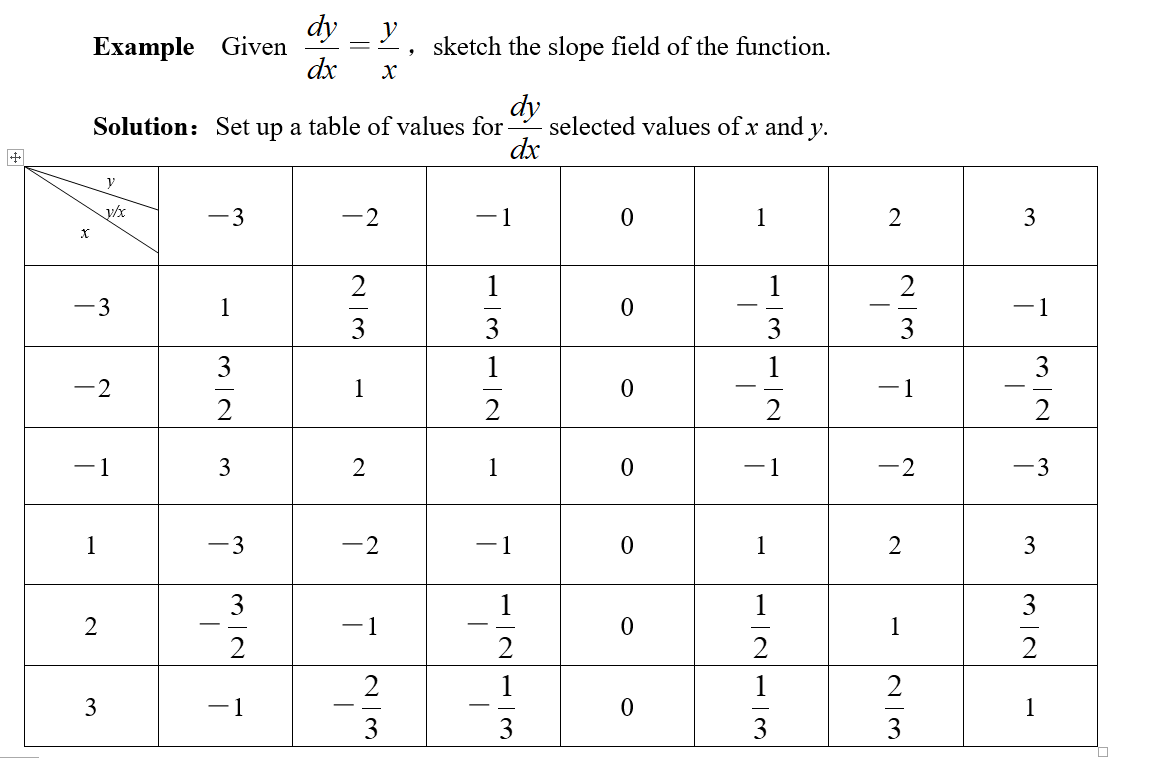 Example Given dy/dx = y/x , sketch the slope field of the function.
Solution: Set up a table of values for dy/dx selected values of x and y.
y
y/x
x
−3 −2 −1 0 1 2 3
−3 1 2/3 1/3 0 −1/3 −2/3 −1
−2 3/2 1 1/2 0 −1/2 −1 −3/2
−1 3 2 1 0 −1 −2 −3
1 −3 −2 −1 0 1 2 3
2 −3/2 −1 −1/2 0 1/2 1 3/2
3 −1 −2/3 −1/3 0 1/3 2/3 1